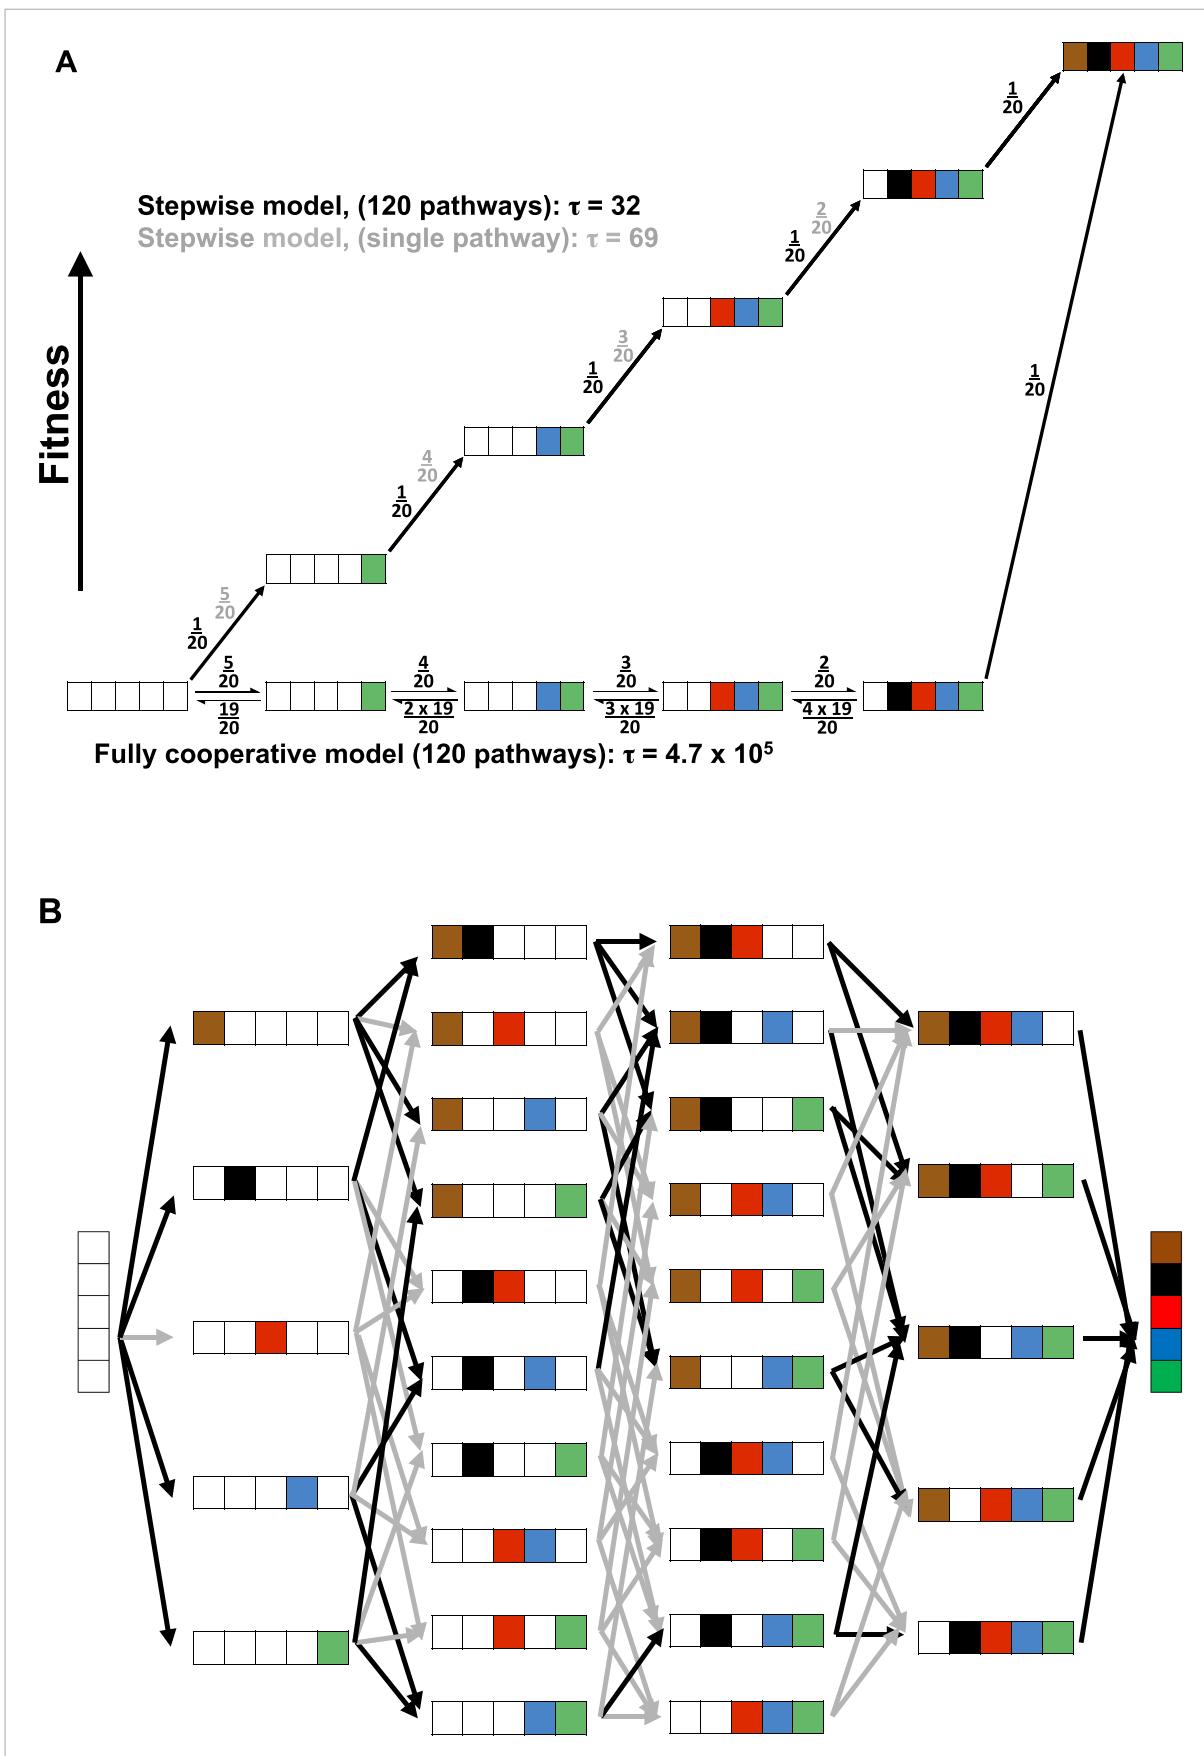 A
1/20
1/20
2/20
Stepwise model, (120 pathways): τ = 32
Stepwise model, (single pathway): τ = 69
1/20
3/20
1/20
Fitness
1/20
4/20
1/20
5/20
1/20
5/20
4/20
3/20
2/20
19/20
2 x 19/20
3 x 19/20
4 x 19/20
Fully cooperative model (120 pathways): τ = 4.7 x 10⁵
B